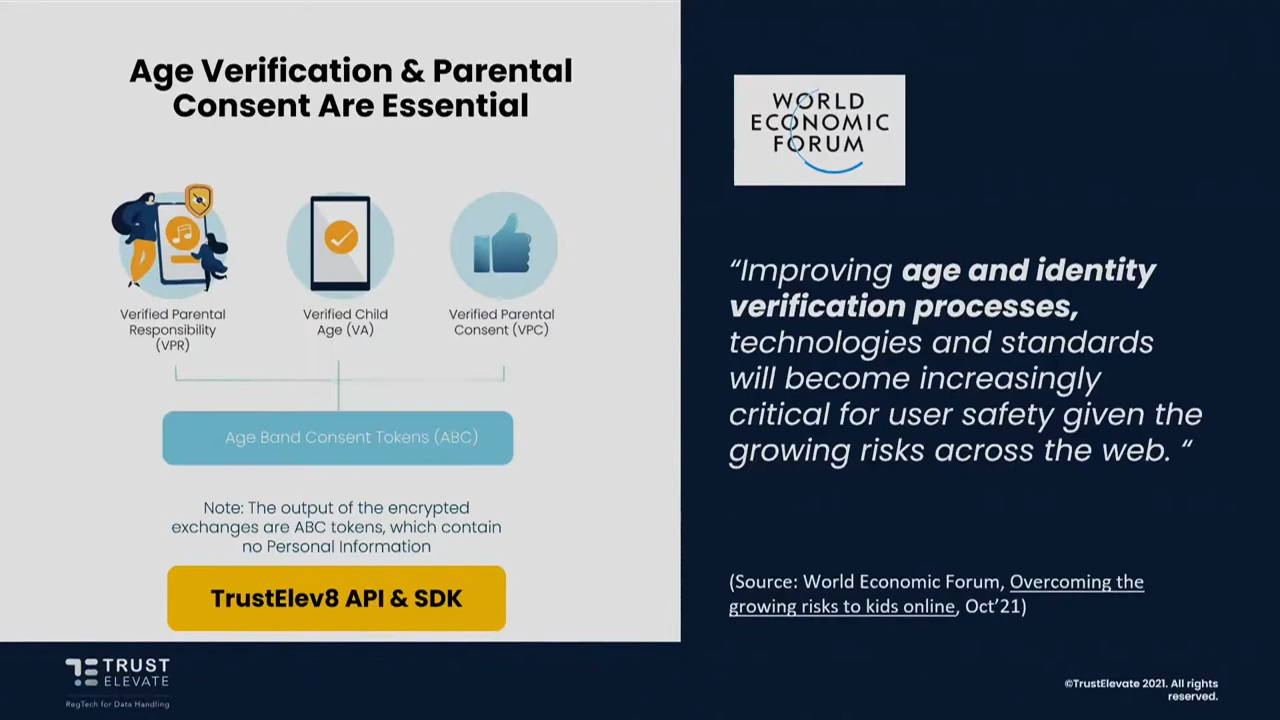 Age Verification & Parental
Consent Are Essential
Verified Parental
Responsibility
(VPR)
Verified Child
Age (VA)
Verified Parental
Consent (VPC)
Age Band Consent Tokens (ABC)
Note: The output of the encrypted
exchanges are ABC tokens, which contain
no Personal Information
TrustElev8 API & SDK
WORLD
ECONOMIC
FORUM
“Improving age and identity
verification processes,
technologies and standards
will become increasingly
critical for user safety given the
growing risks across the web. “
(Source: World Economic Forum, Overcoming the
growing risks to kids online, Oct’21)
TRUST
ELEVATE
RegTech for Data Handling
©TrustElevate 2021. All rights
reserved.